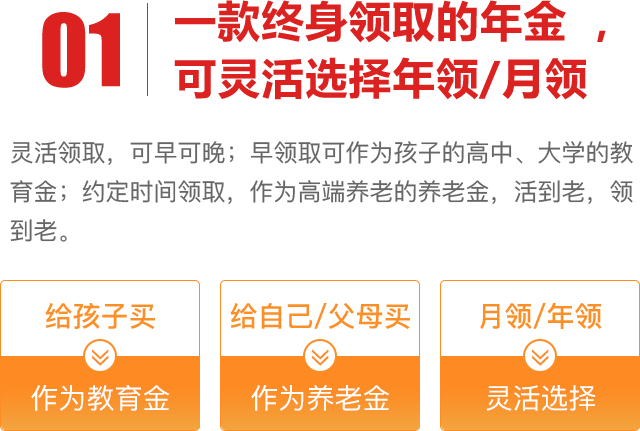 01
一款终身领取的年金 ，
可灵活选择年领/月领
灵活领取，可早可晚；早领取可作为孩子的高中、大学的教
育金；约定时间领取，作为高端养老的养老金，活到老，领
到老。
给孩子买
作为教育金
给自己/父母买
作为养老金
月领/年领
灵活选择